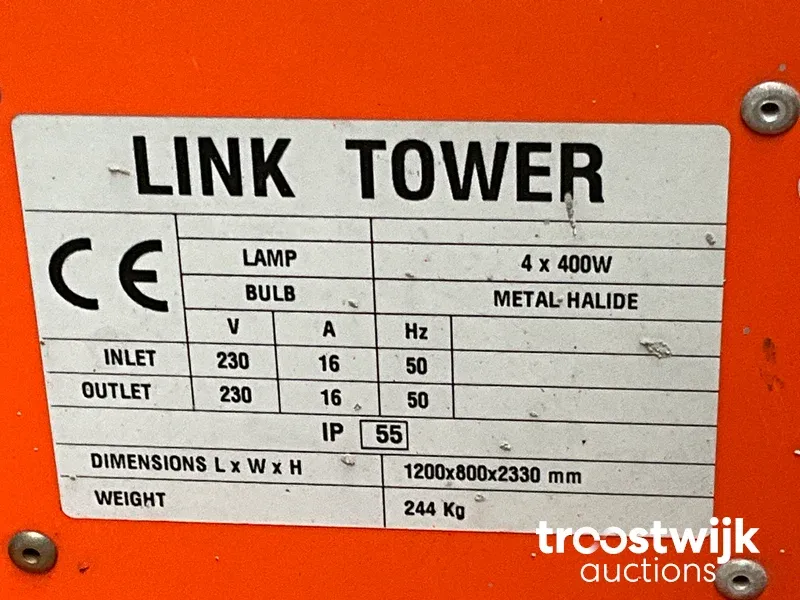 LINK TOWER
CE
LAMP 4 x 400W
BULB METAL HALIDE
V A Hz
INLET 230 16 50
OUTLET 230 16 50
IP 55
DIMENSIONS L x W x H 1200x800x2330 mm
WEIGHT 244 Kg
troostwijk
auctions